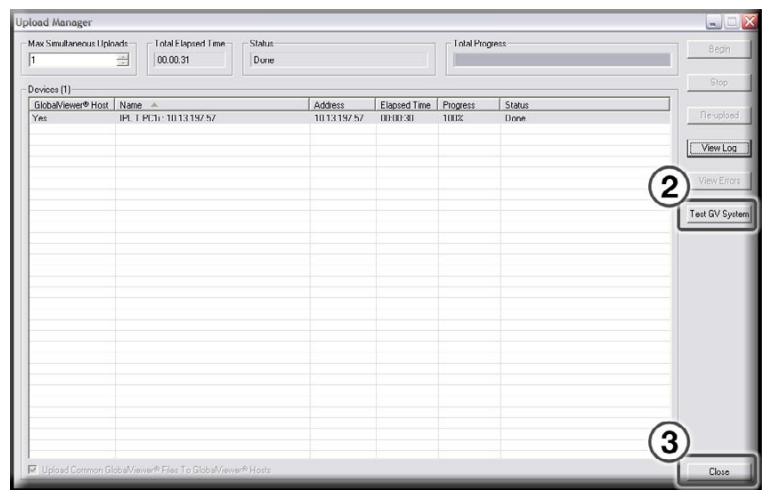 Upload Manager
Max Simultaneous Uploads
Total Elapsed Time
Status
Total Progress
1
00:00:31
Done
Begin
Stop
Re-upload
View Log
View Errors
Test GV System
Close
Devices (1)
GlobalViewer® Host Name Address Elapsed Time Progress Status
Yes 10.13.197.57 10.13.197.57 00:00:30 100% Done
2
3
Upload Common GlobalViewer® Files To GlobalViewer® Hosts